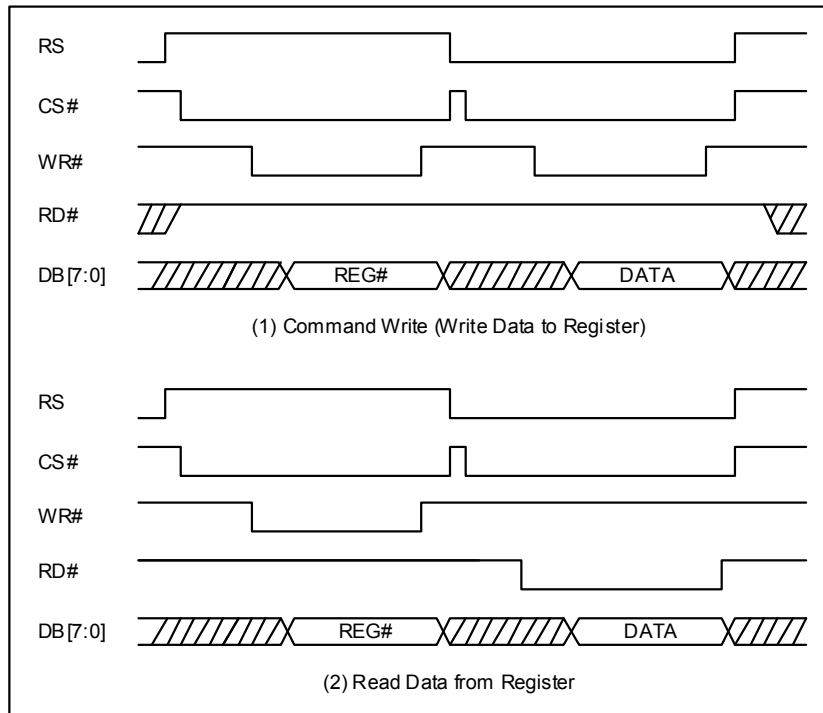 RS
CS#
WR#
RD#
DB[7:0] REG# DATA
(1) Command Write (Write Data to Register)
RS
CS#
WR#
RD#
DB[7:0] REG# DATA
(2) Read Data from Register